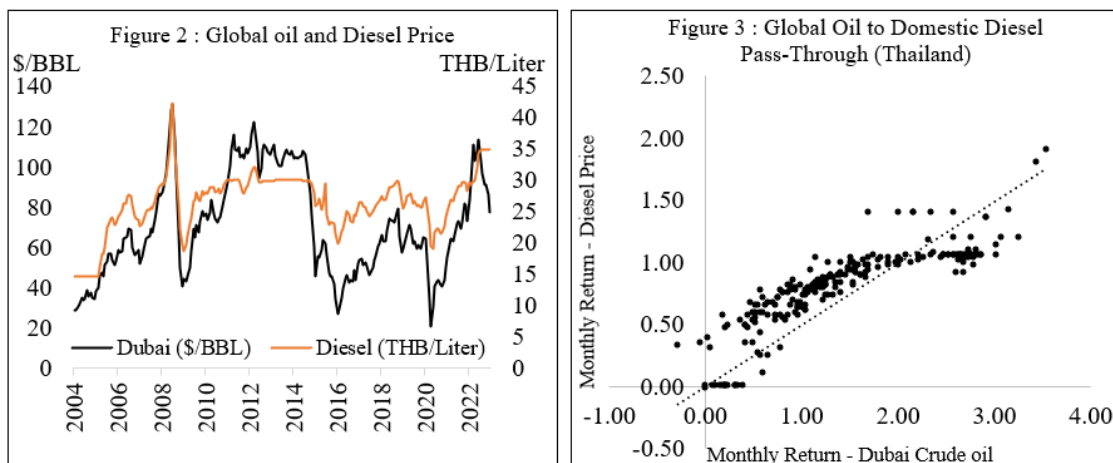 Figure 2 : Global oil and Diesel Price
$/BBL THB/Liter
140 45
120 40
100 35
80 30
60 25
40 20
20 15
0 10
5
0
Dubai ($/BBL) Diesel (THB/Liter)
2004 2006 2008 2010 2012 2014 2016 2018 2020 2022
Figure 3 : Global Oil to Domestic Diesel
Pass-Through (Thailand)
Monthly Return - Diesel Price
2.50
2.00
1.50
1.00
0.50
0.00
-0.50
-1.00 0.00 1.00 2.00 3.00 4.00
Monthly Return - Dubai Crude oil